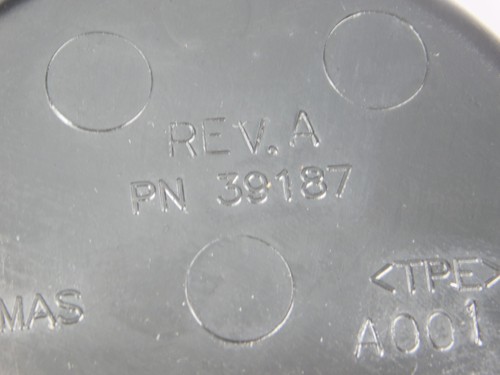 REV. A
PN 39187
MAS
<TPE>
A001